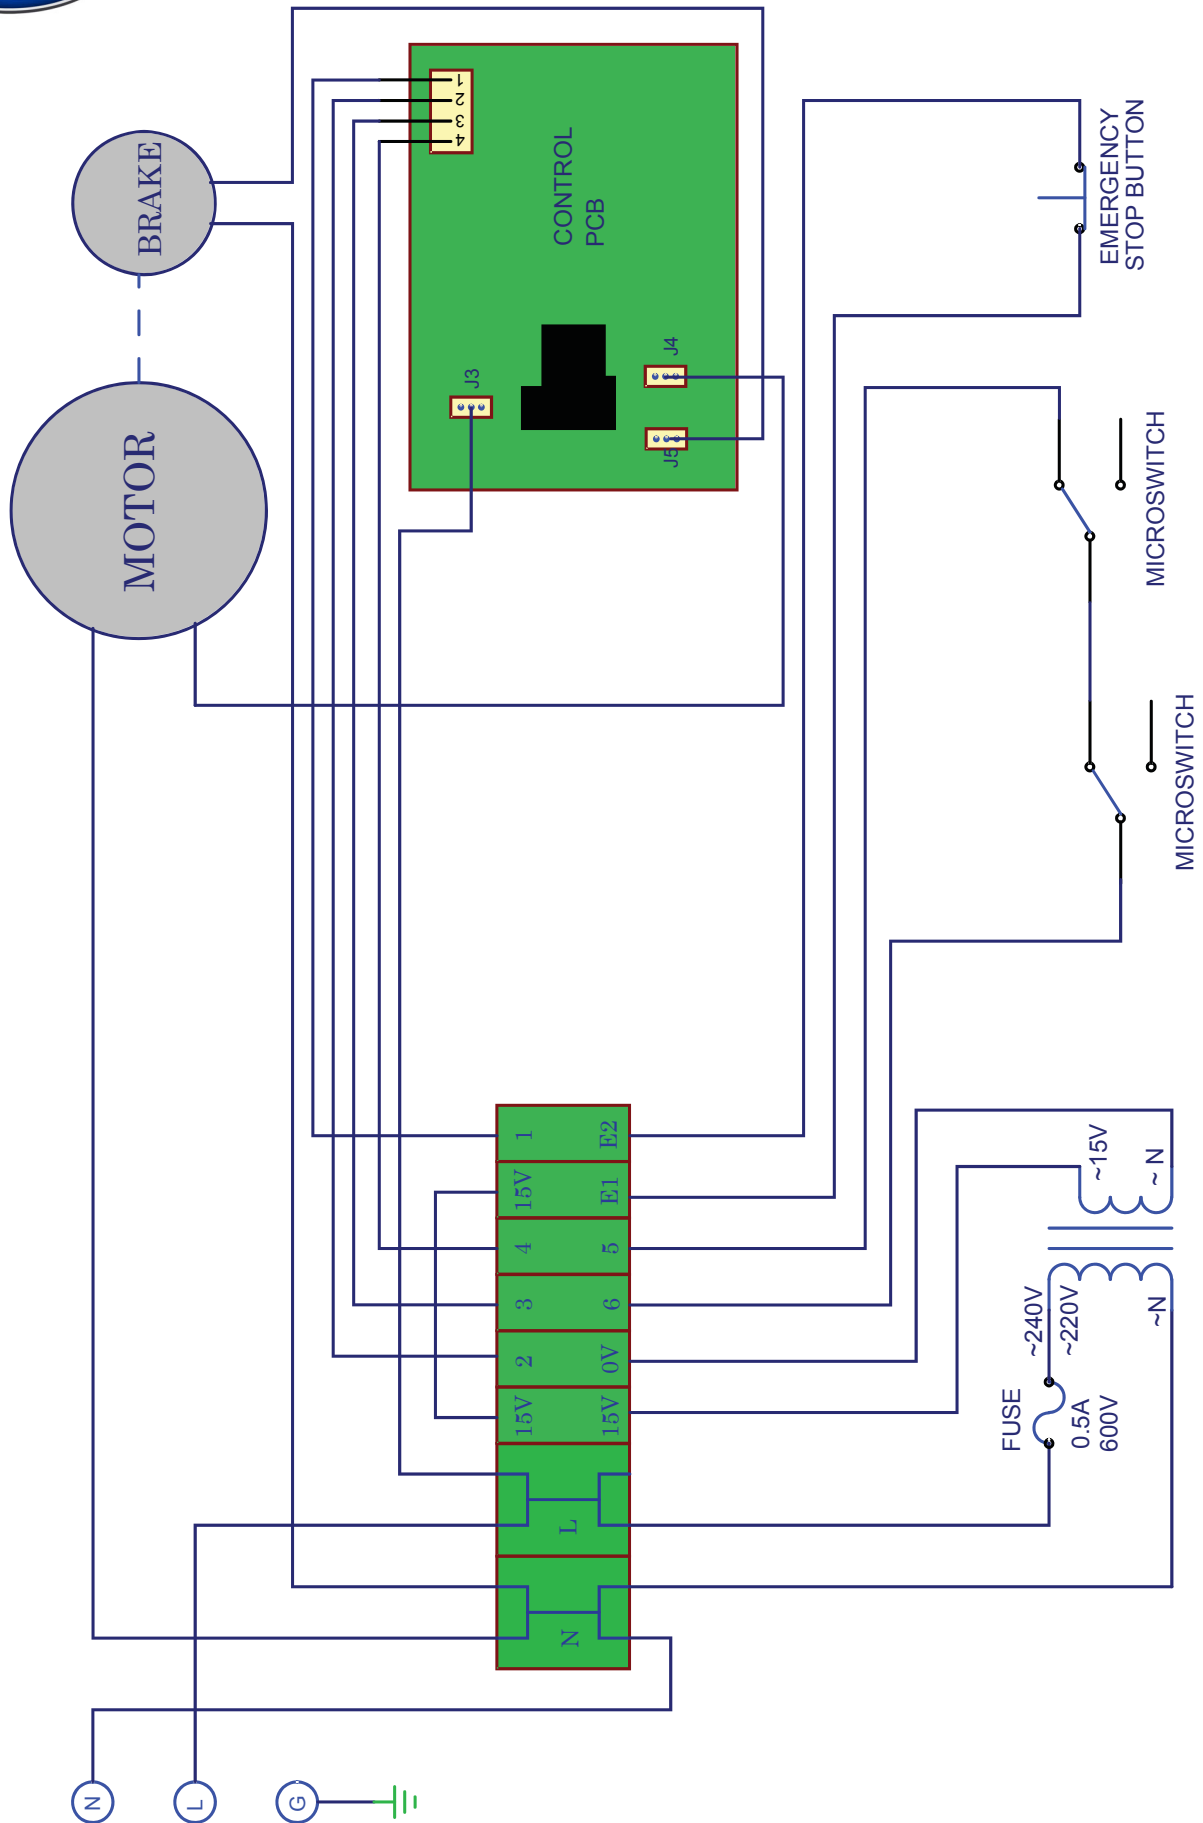 BRAKE
MOTOR
1
2
3
4
CONTROL
PCB
J3
J4
J5
EMERGENCY
STOP BUTTON
MICROSWITCH
MICROSWITCH
1
E2
15V
E1
4
5
3
6
2
0V
15V
15V
L
N
~15V
~ N
~240V
~220V
~N
FUSE
0.5A
600V
N
L
G